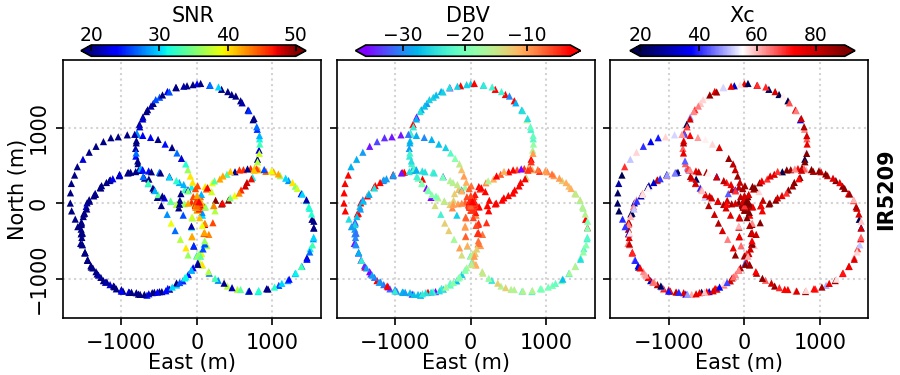 SNR DBV Xc
20 30 40 50 −30 −20 −10 20 40 60 80
North (m)
1000
0
−1000
IR5209
−1000 0 1000 −1000 0 1000 −1000 0 1000
East (m) East (m) East (m)